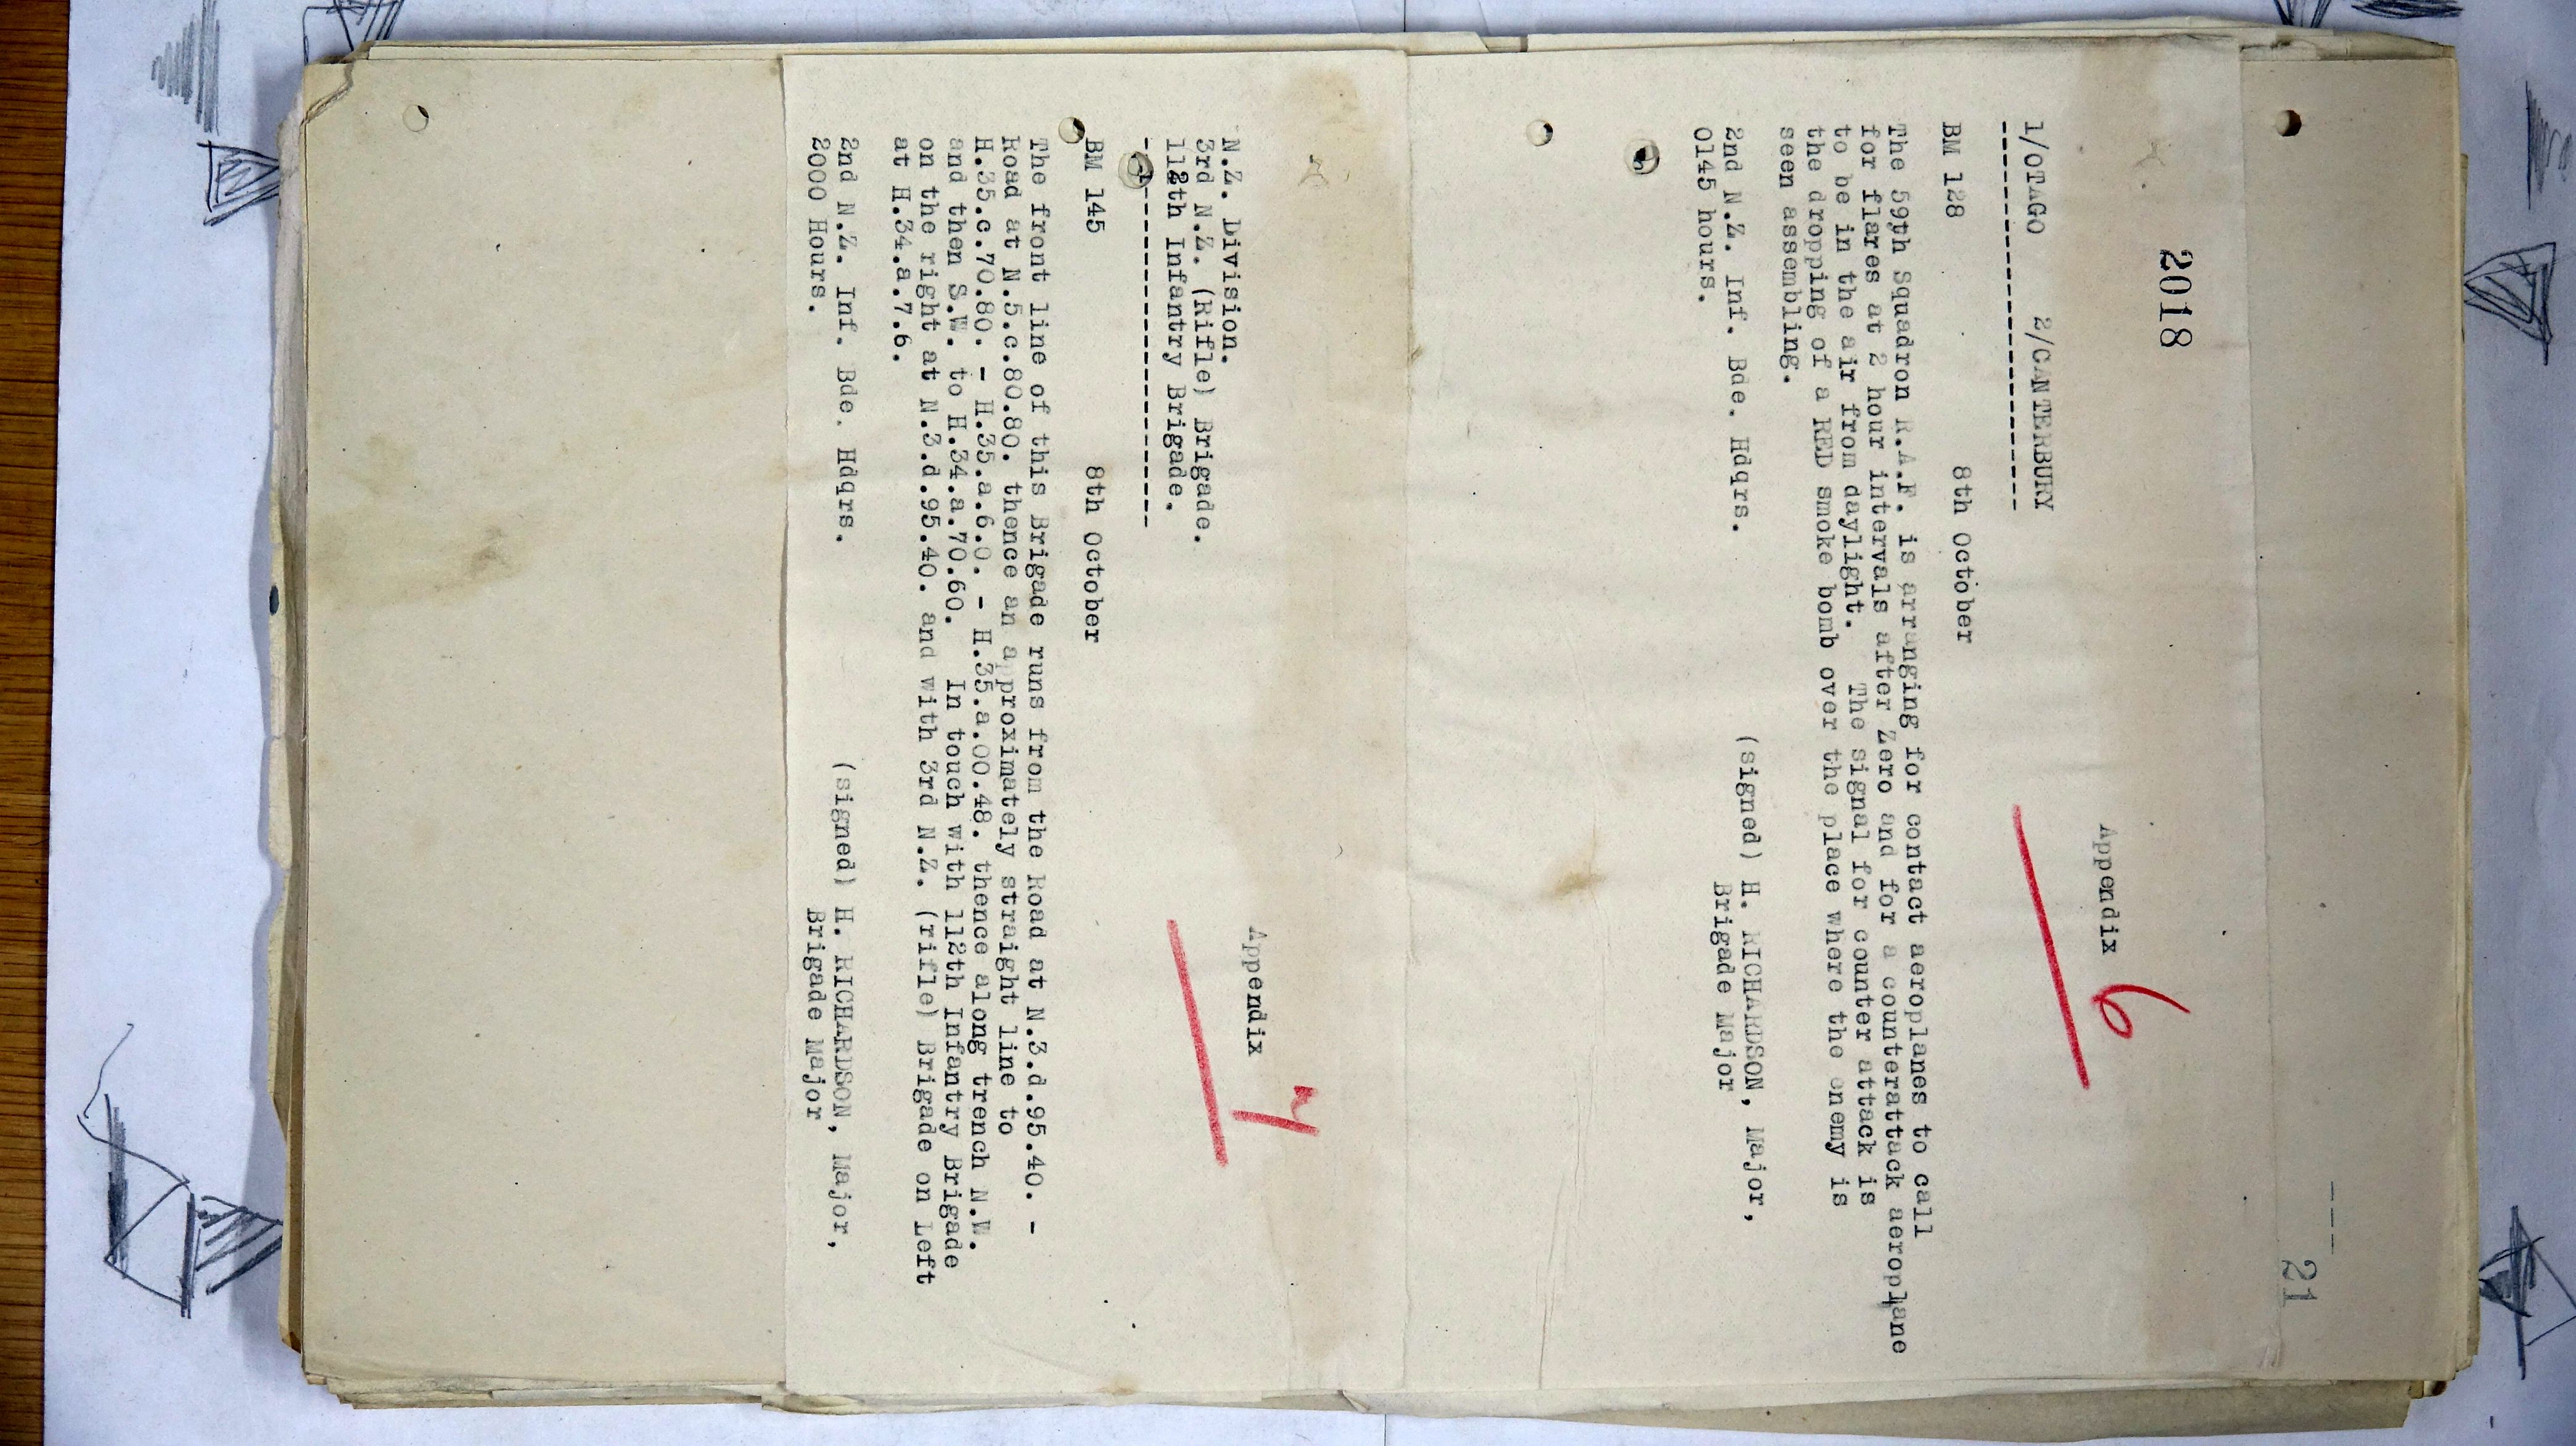 21
2018
Appendix 6
1/OTAGO 2/CANTERBURY
BM 128 8th October
The 59th Squadron R.A.F. is arranging for contact aeroplanes to call
for flares at 2 hour intervals after Zero and for a counterattack aeroplane
to be in the air from daylight. The signal for counter attack is
the dropping of a RED smoke bomb over the place where the enemy is
seen assembling.
2nd N.Z. Inf. Bde. Hdqrs. (signed) H. RICHARDSON, Major,
0145 hours. Brigade Major
Appendix 7
N.Z. Division.
3rd N.Z. (Rifle) Brigade.
112th Infantry Brigade.
BM 145 8th October
The front line of this Brigade runs from the Road at N.3.d.95.40. -
Road at N.5.c.80.80. thence an approximately straight line to
H.35.c.70.80. - H.35.a.6.0. - H.35.a.00.48. thence along trench N.W.
and then S.W. to H.34.a.70.60. In touch with 112th Infantry Brigade
on the right at N.3.d.95.40. and with 3rd N.Z. (rifle) Brigade on Left
at H.34.a.7.6.
2nd N.Z. Inf. Bde. Hdqrs. (signed) H. RICHARDSON, Major,
2000 Hours. Brigade Major